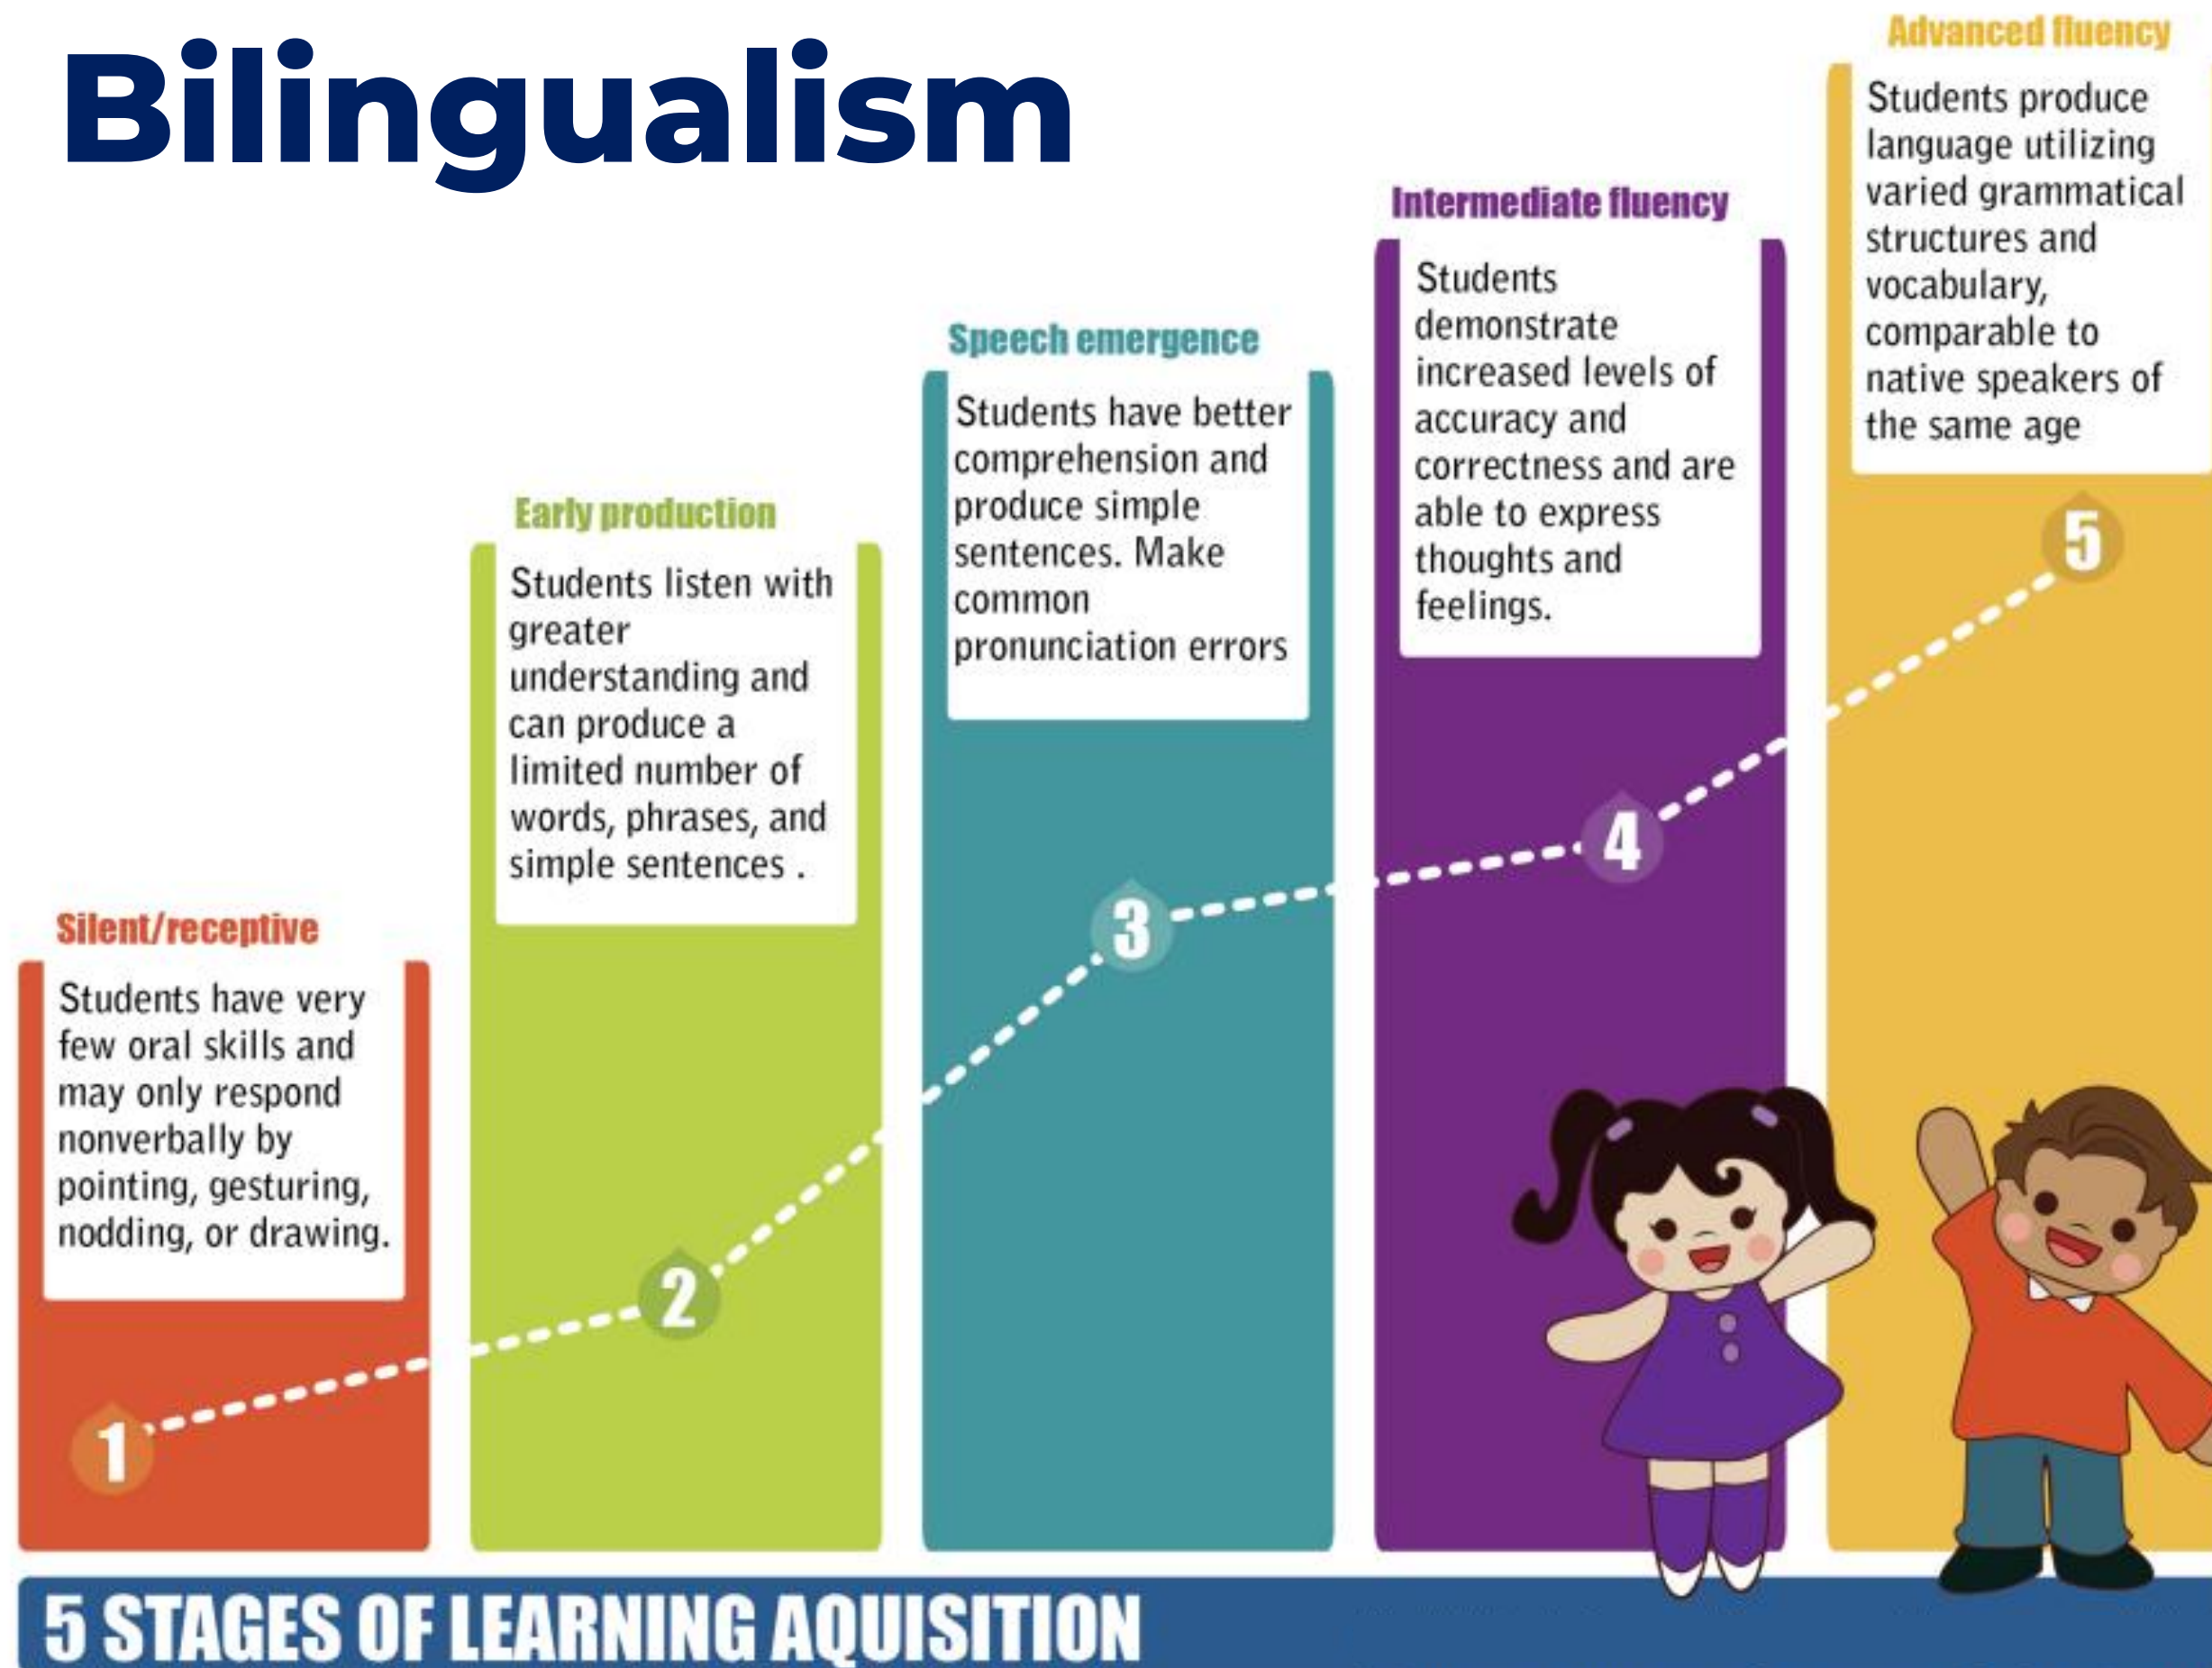 Bilingualism
Silent/receptive
Students have very
few oral skills and
may only respond
nonverbally by
pointing, gesturing,
nodding, or drawing.
1
Early production
Students listen with
greater
understanding and
can produce a
limited number of
words, phrases, and
simple sentences .
2
Speech emergence
Students have better
comprehension and
produce simple
sentences. Make
common
pronunciation errors
3
Intermediate fluency
Students
demonstrate
increased levels of
accuracy and
correctness and are
able to express
thoughts and
feelings.
4
Advanced fluency
Students produce
language utilizing
varied grammatical
structures and
vocabulary,
comparable to
native speakers of
the same age
5
5 STAGES OF LEARNING AQUISITION